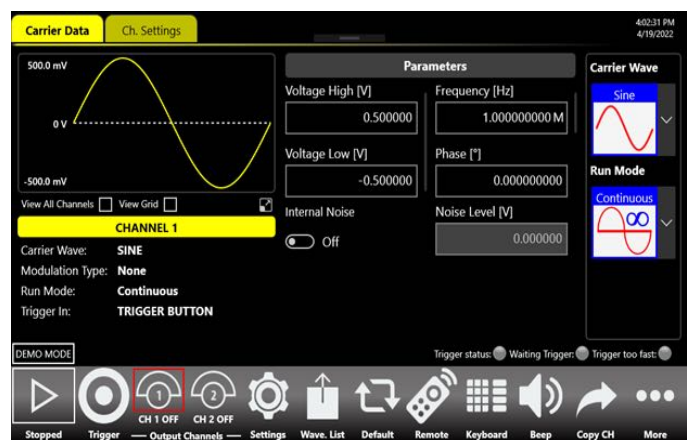 Carrier Data
Ch. Settings
4:02:31 PM
4/19/2022
500.0 mV
0 V
-500.0 mV
View All Channels
View Grid
CHANNEL 1
Carrier Wave: SINE
Modulation Type: None
Run Mode: Continuous
Trigger In: TRIGGER BUTTON
Parameters
Voltage High [V]
0.500000
Frequency [Hz]
1.000000000 M
Voltage Low [V]
-0.500000
Phase [°]
0.000000000
Internal Noise
Off
Noise Level [V]
0.000000
Carrier Wave
Sine
Run Mode
Continuous
DEMO MODE
Trigger status: Waiting Trigger: Trigger too fast:
1
2
CH 1 OFF CH 2 OFF
Stopped Trigger Output Channels Settings Wave. List Default Remote Keyboard Beep Copy CH More